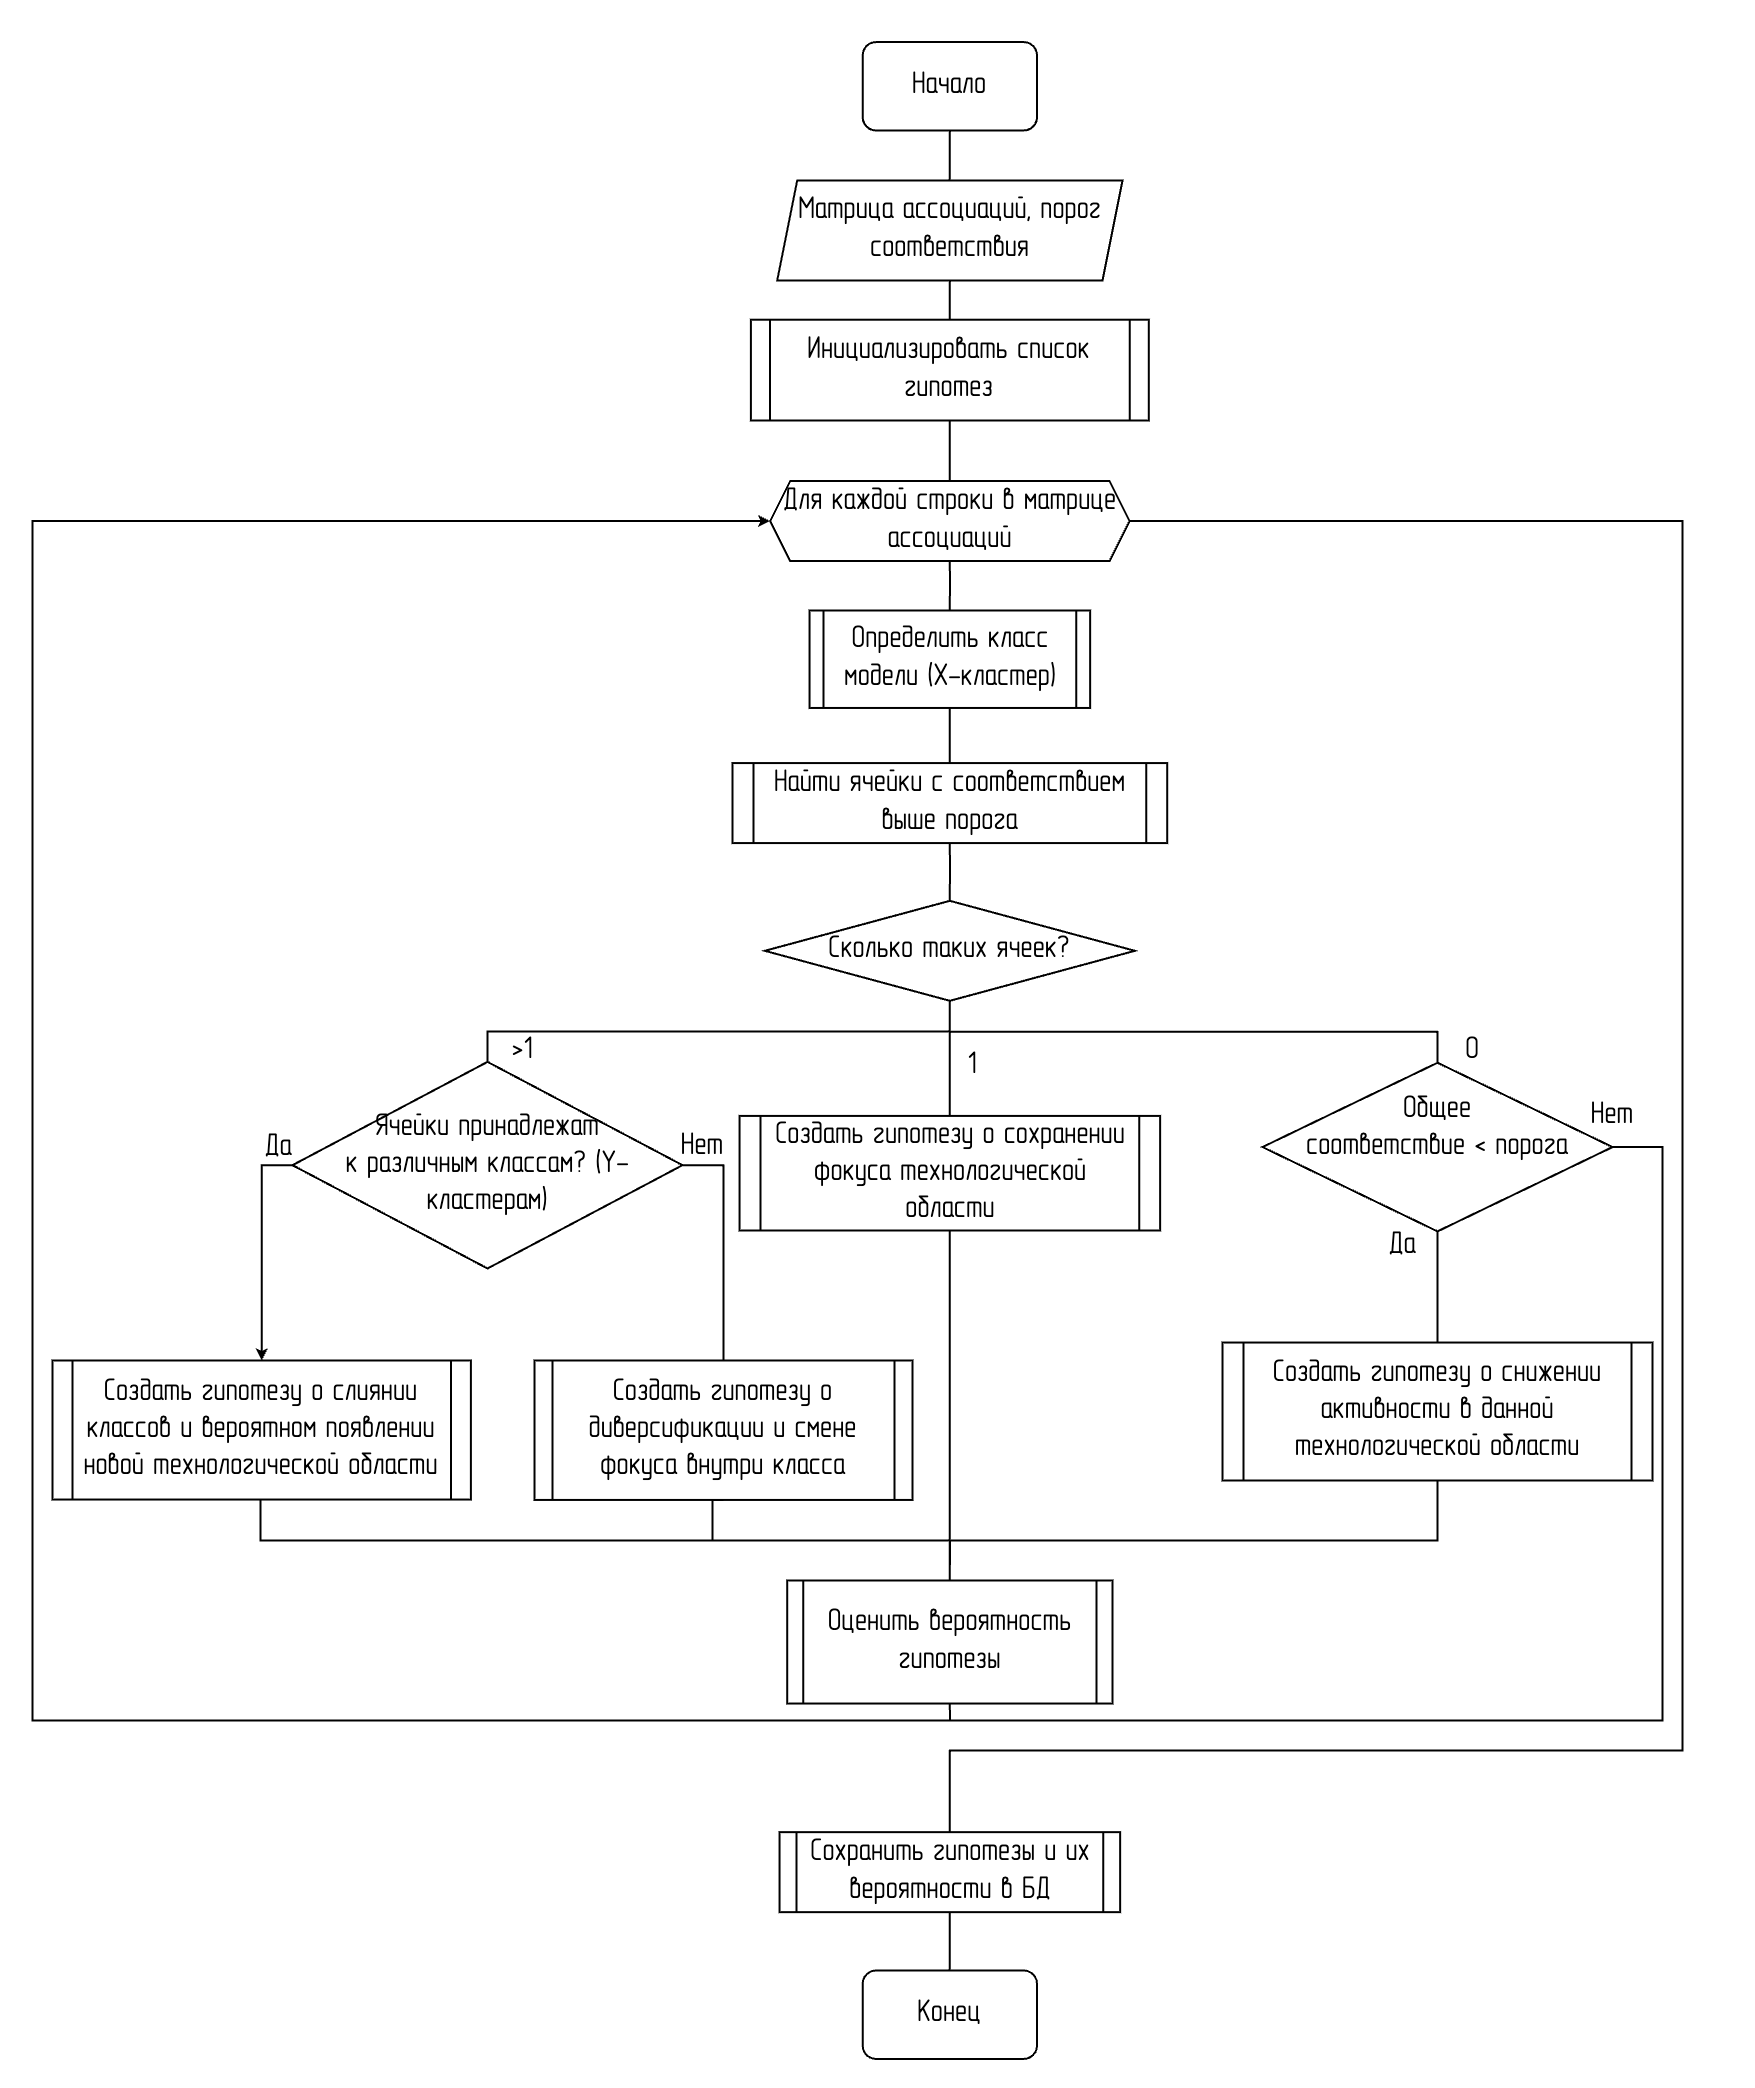 Начало
Матрица ассоциаций, порог
соответствия
Инициализировать список
гипотез
Для каждой строки в матрице
ассоциаций
Определить класс
модели (X-кластер)
Найти ячейки с соответствием
выше порога
Сколько таких ячеек?
>1
1
0
Ячейки принадлежат
к различным классам? (Y-
кластерам)
Да
Нет
Создать гипотезу о сохранении
фокуса технологической
области
Общее
соответствие < порога
Нет
Да
Создать гипотезу о слиянии
классов и вероятном появлении
новой технологической области
Создать гипотезу о
диверсификации и смене
фокуса внутри класса
Создать гипотезу о снижении
активности в данной
технологической области
Оценить вероятность
гипотезы
Сохранить гипотезы и их
вероятности в БД
Конец